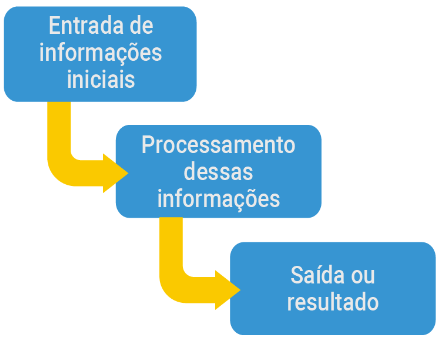 Entrada de
informações
iniciais
Processamento
dessas
informações
Saída ou
resultado